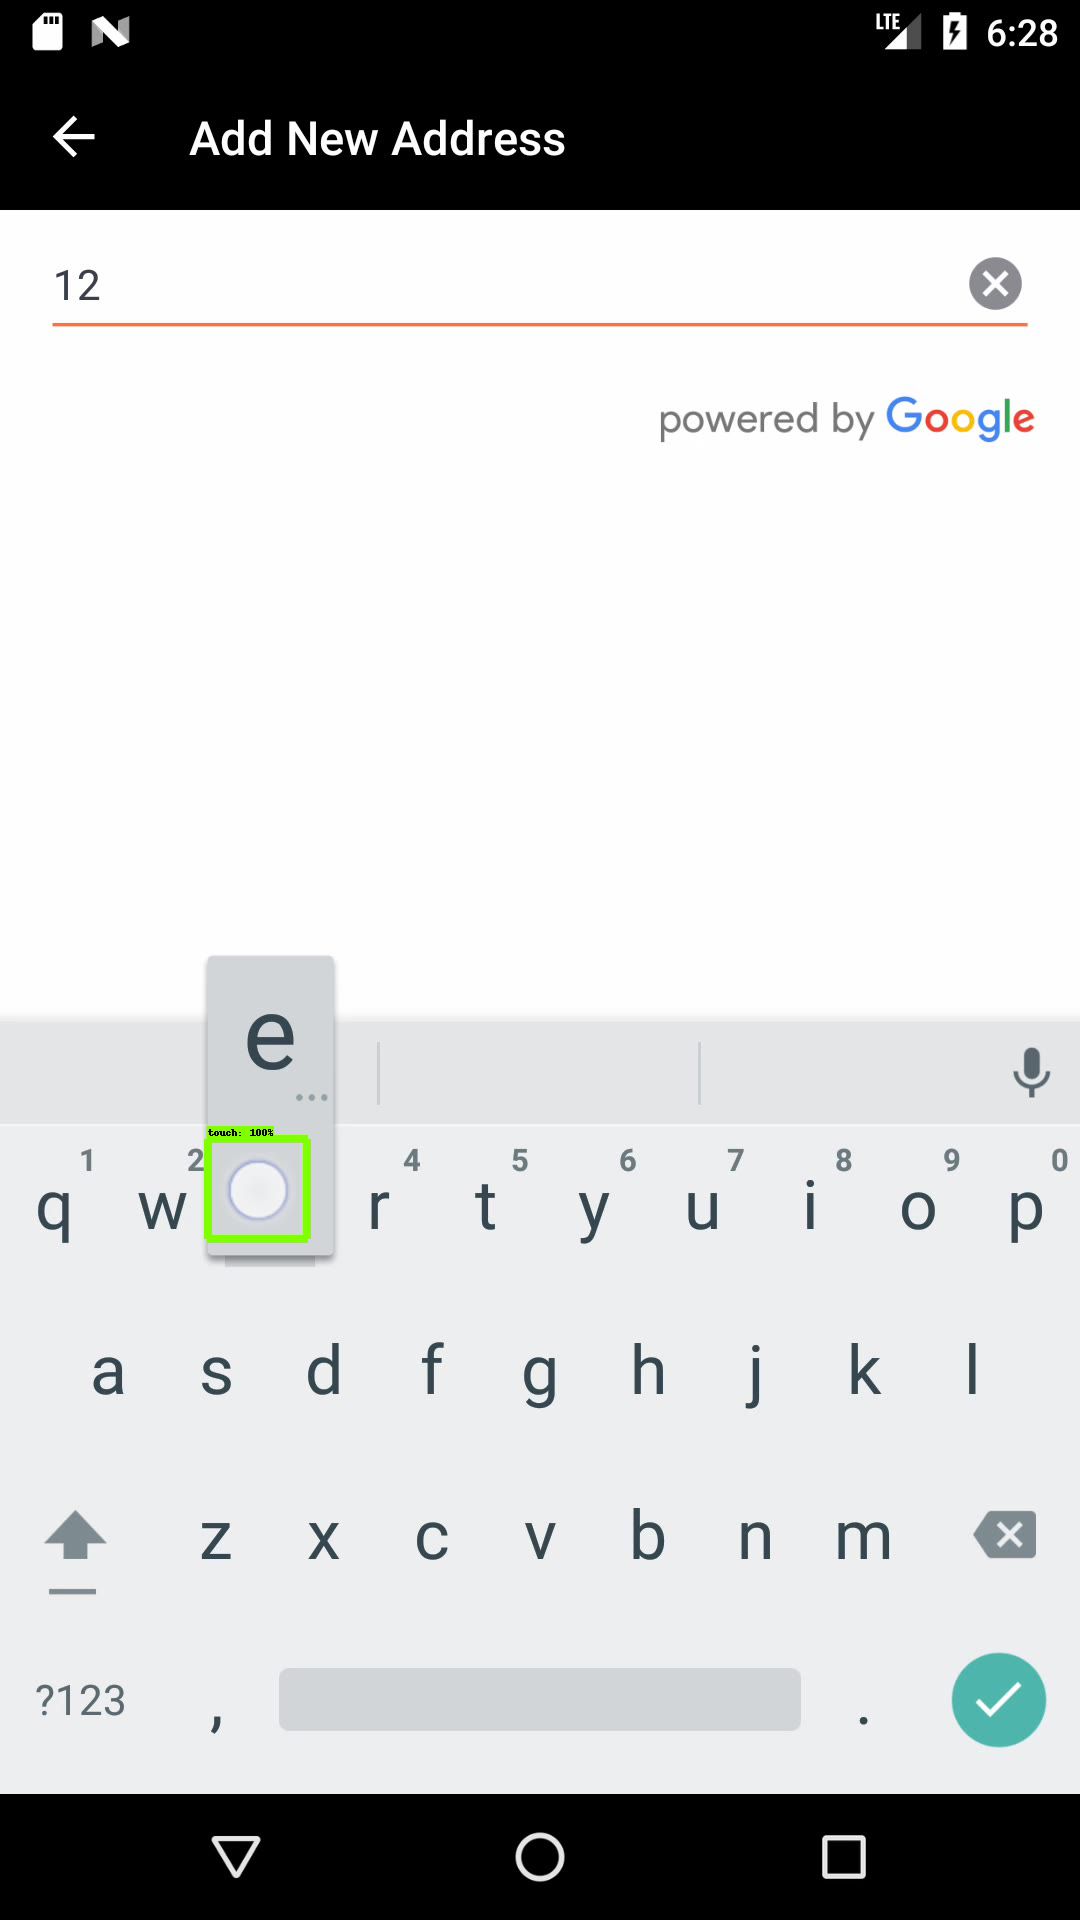 LTE 6:28
Add New Address
12
powered by Google
e
...
touch: 100%
1 2 4 5 6 7 8 9 0
q w r t y u i o p
a s d f g h j k l
z x c v b n m
?123 , .